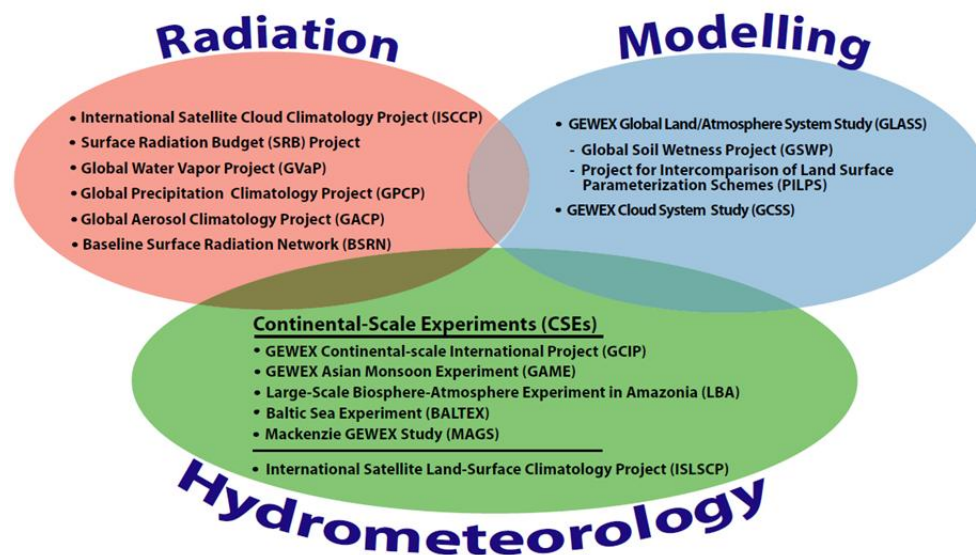 Radiation
• International Satellite Cloud Climatology Project (ISCCP)
• Surface Radiation Budget (SRB) Project
• Global Water Vapor Project (GVaP)
• Global Precipitation Climatology Project (GPCP)
• Global Aerosol Climatology Project (GACP)
• Baseline Surface Radiation Network (BSRN)
Modelling
• GEWEX Global Land/Atmosphere System Study (GLASS)
- Global Soil Wetness Project (GSWP)
- Project for Intercomparison of Land Surface
Parameterization Schemes (PILPS)
• GEWEX Cloud System Study (GCSS)
Continental-Scale Experiments (CSEs)
• GEWEX Continental-scale International Project (GCIP)
• GEWEX Asian Monsoon Experiment (GAME)
• Large-Scale Biosphere-Atmosphere Experiment in Amazonia (LBA)
• Baltic Sea Experiment (BALTEX)
• Mackenzie GEWEX Study (MAGS)
• International Satellite Land-Surface Climatology Project (ISLSCP)
Hydrometeorology